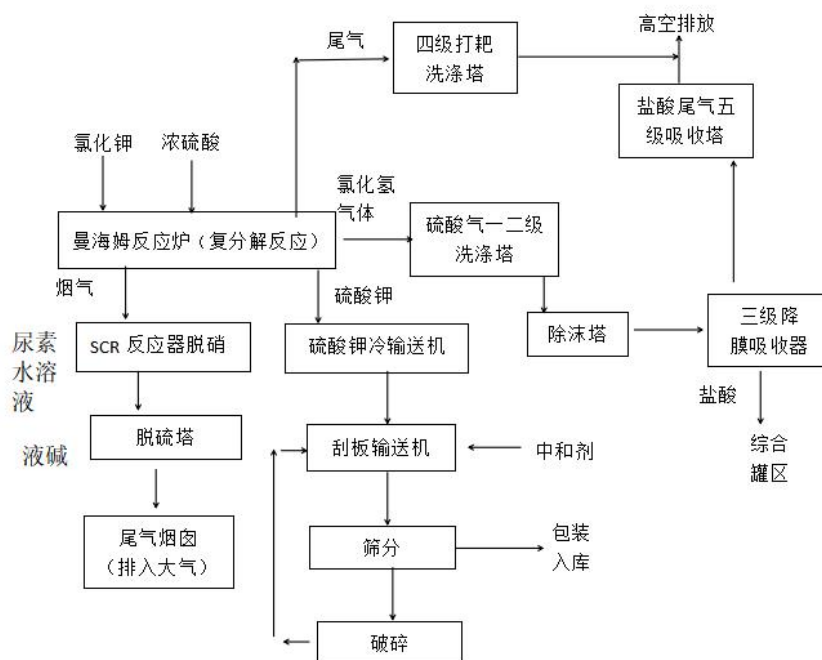 尾气
四级打耙
洗涤塔
高空排放
盐酸尾气五
级吸收塔
氯化钾
浓硫酸
氯化氢
气体
曼海姆反应炉（复分解反应）
硫酸气一二级
洗涤塔
烟气
硫酸钾
尿素
水溶
液
SCR 反应器脱硝
硫酸钾冷输送机
除沫塔
三级降
膜吸收器
盐酸
液碱
脱硫塔
刮板输送机
中和剂
综合
罐区
尾气烟囱
（排入大气）
筛分
包装
入库
破碎